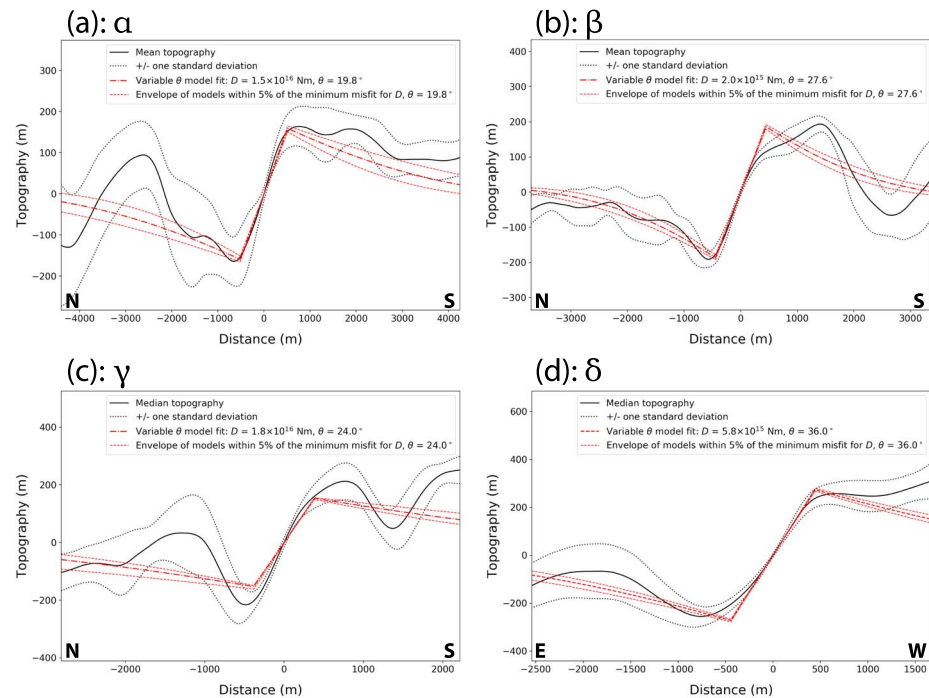 (a): α
Mean topography
+/- one standard deviation
Variable θ model fit: D = 1.5×10¹⁶ Nm, θ = 19.8°
Envelope of models within 5% of the minimum misfit for D, θ = 19.8°
300
200
100
0
−100
−200
Topography (m)
N
S
−4000 −3000 −2000 −1000 0 1000 2000 3000 4000
Distance (m)
(b): β
Mean topography
+/- one standard deviation
Variable θ model fit: D = 2.0×10¹⁵ Nm, θ = 27.6°
Envelope of models within 5% of the minimum misfit for D, θ = 27.6°
400
300
200
100
0
−100
−200
−300
Topography (m)
N
S
−3000 −2000 −1000 0 1000 2000 3000
Distance (m)
(c): γ
Median topography
+/- one standard deviation
Variable θ model fit: D = 1.8×10¹⁶ Nm, θ = 24.0°
Envelope of models within 5% of the minimum misfit for D, θ = 24.0°
400
200
0
−200
−400
Topography (m)
N
S
−2000 −1000 0 1000 2000
Distance (m)
(d): δ
Median topography
+/- one standard deviation
Variable θ model fit: D = 5.8×10¹⁵ Nm, θ = 36.0°
Envelope of models within 5% of the minimum misfit for D, θ = 36.0°
600
400
200
0
−200
−400
Topography (m)
E
W
−2500 −2000 −1500 −1000 −500 0 500 1000 1500
Distance (m)